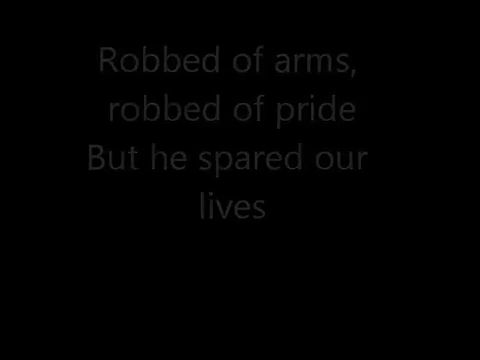 Robbed of arms,
robbed of pride
But he spared our
lives